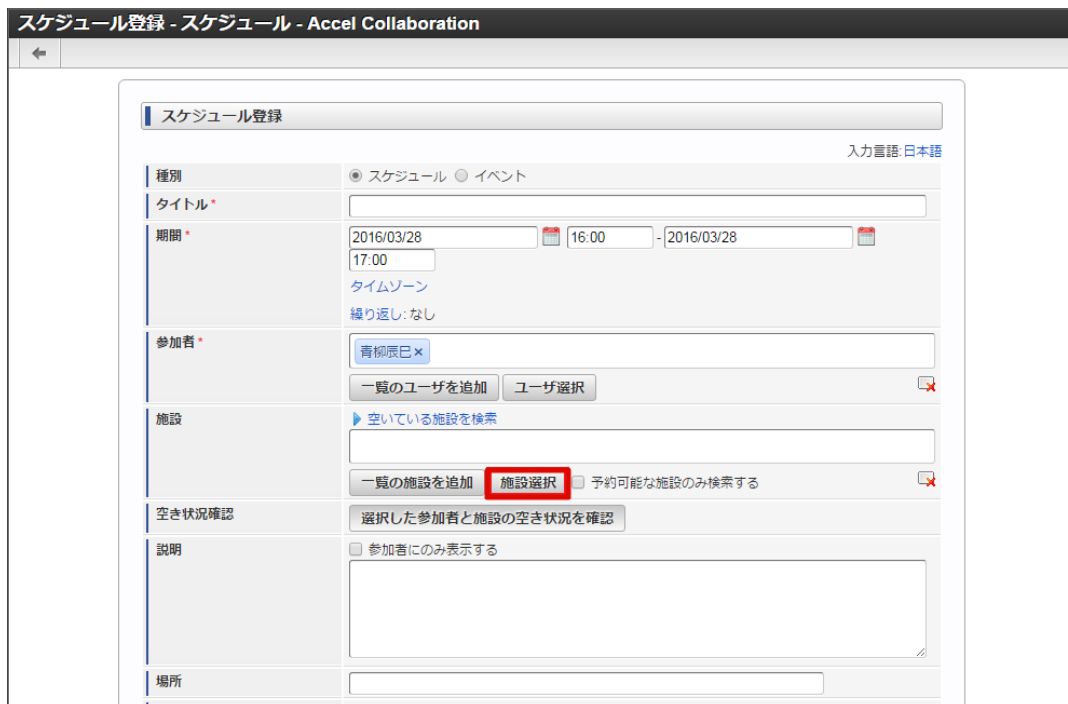 スケジュール登録 - スケジュール - Accel Collaboration
スケジュール登録
入力言語:日本語
種別 スケジュール イベント
タイトル*
期間* 2016/03/28 16:00 - 2016/03/28
17:00
タイムゾーン
繰り返し: なし
参加者* 青柳辰巳×
一覧のユーザを追加 ユーザ選択
施設 空いている施設を検索
一覧の施設を追加 施設選択 予約可能な施設のみ検索する
空き状況確認 選択した参加者と施設の空き状況を確認
説明 参加者にのみ表示する
場所